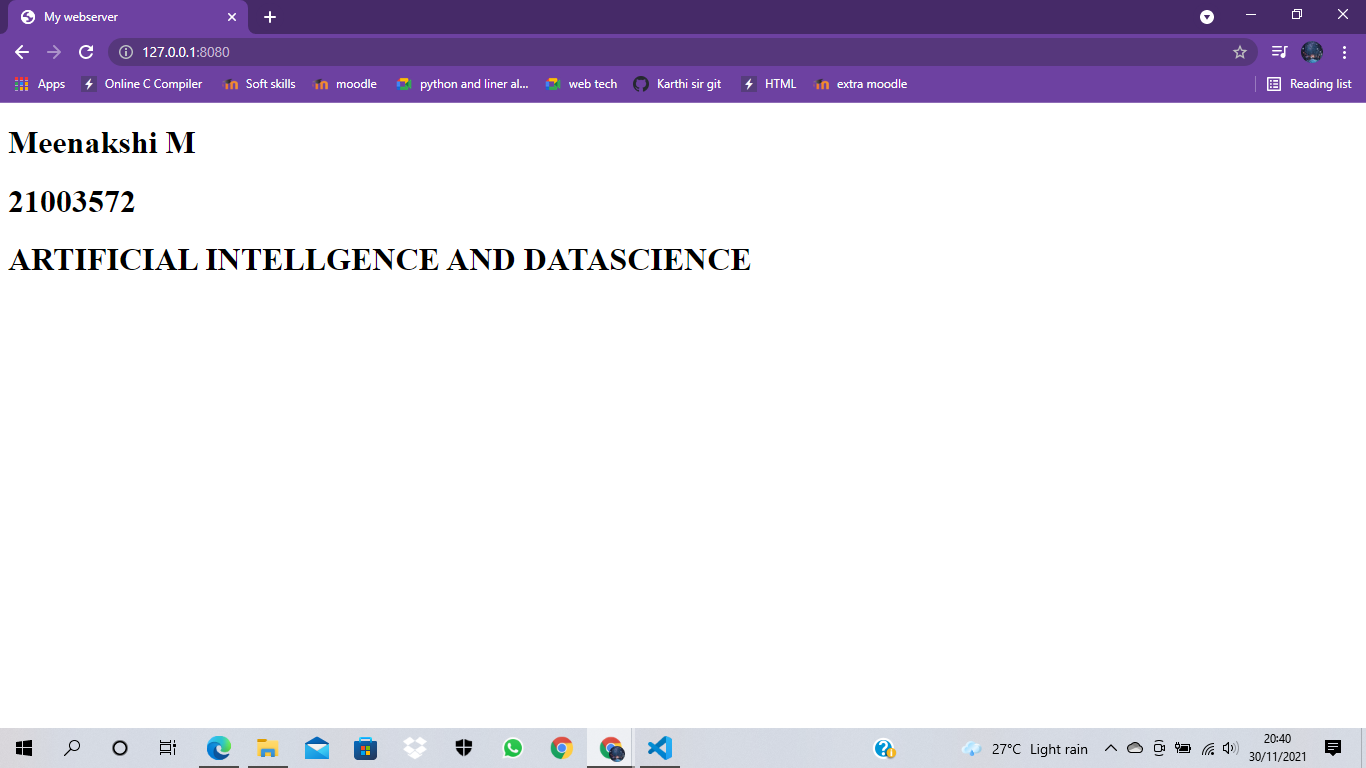 My webserver
127.0.0.1:8080
Apps Online C Compiler Soft skills moodle python and liner al... web tech Karthi sir git HTML extra moodle Reading list
Meenakshi M
21003572
ARTIFICIAL INTELLGENCE AND DATASCIENCE
27°C Light rain 20:40
30/11/2021